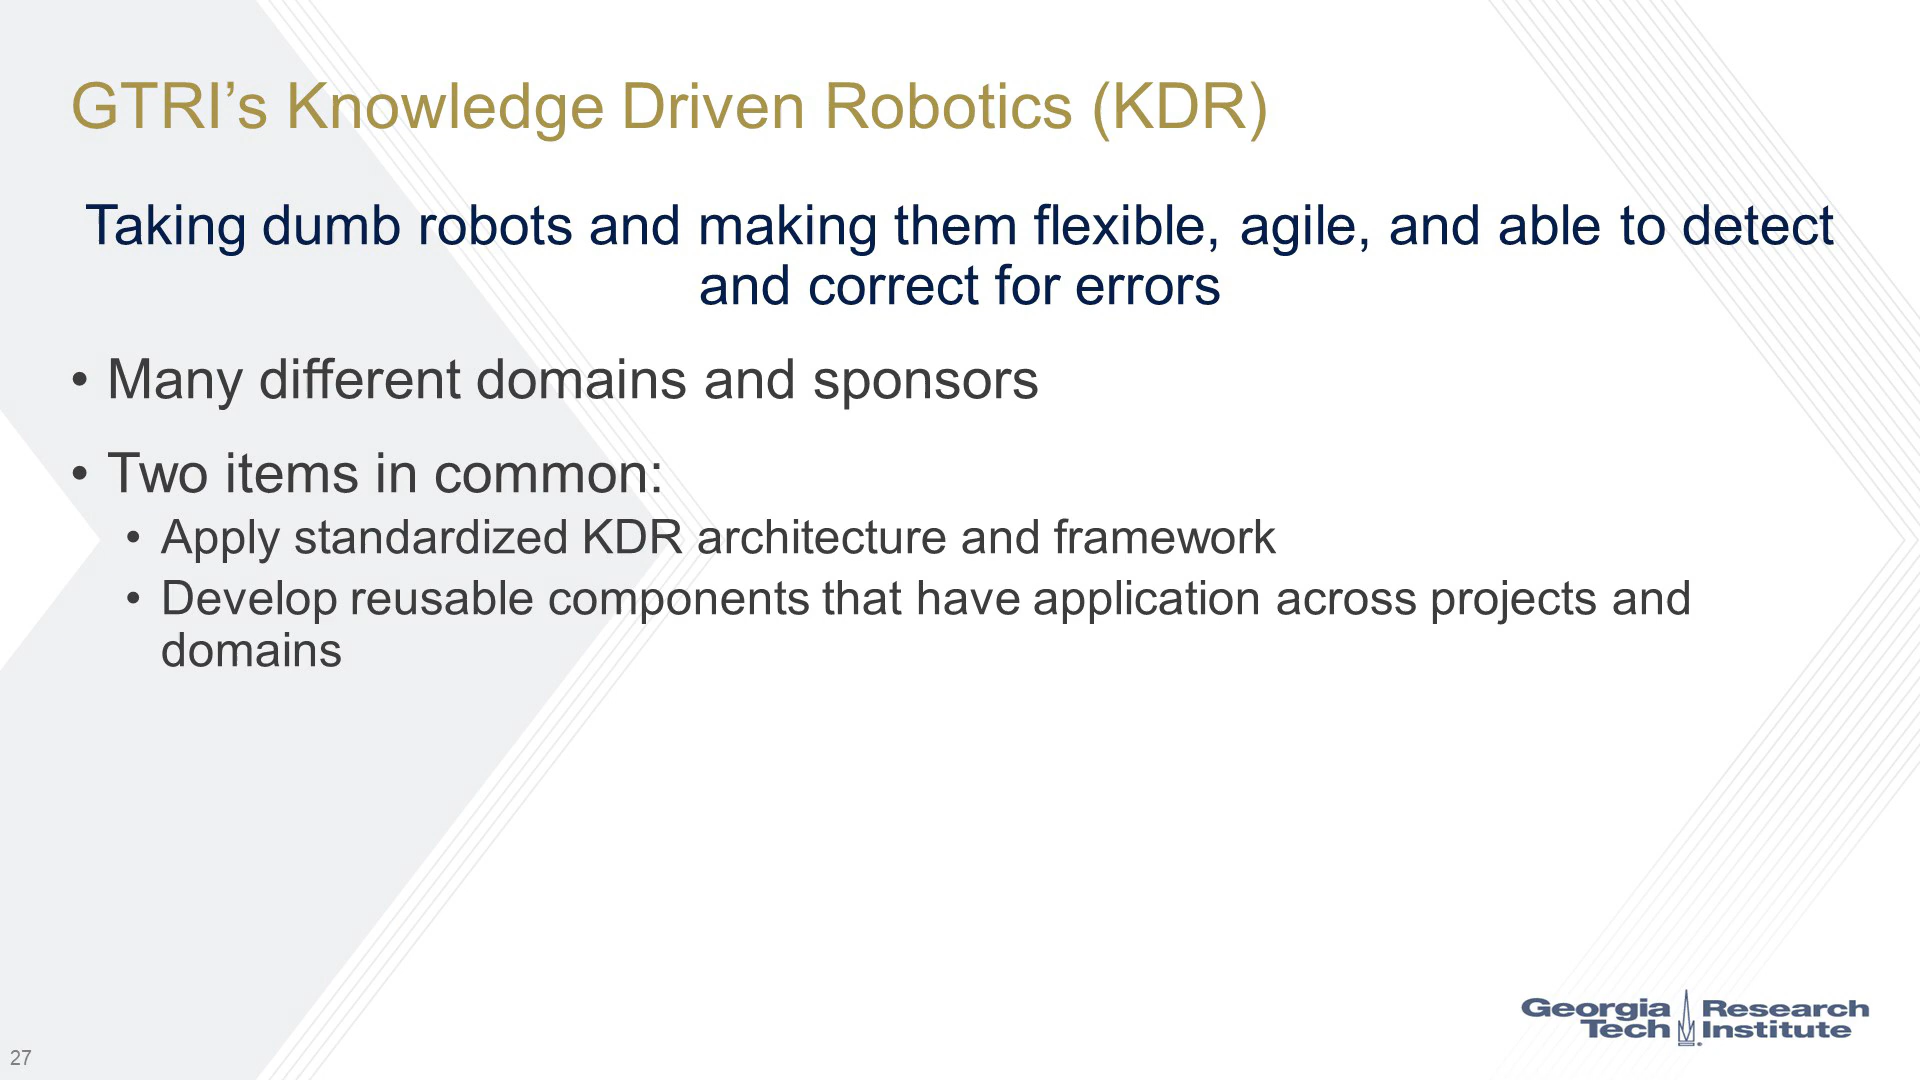 GTRI’s Knowledge Driven Robotics (KDR)
Taking dumb robots and making them flexible, agile, and able to detect
and correct for errors
• Many different domains and sponsors
• Two items in common:
• Apply standardized KDR architecture and framework
• Develop reusable components that have application across projects and
domains
Georgia Tech
Research Institute
27